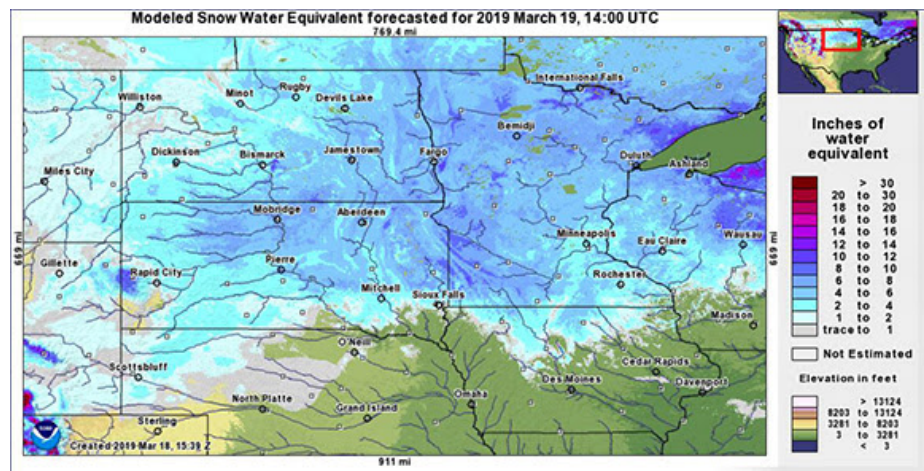 Modeled Snow Water Equivalent forecasted for 2019 March 19, 14:00 UTC
769.4 mi
International Falls
Rugby
Williston
Minot
Devils Lake
Bemidji
Dickinson
Bismarck
Jamestown
Fargo
Duluth
Ashland
Miles City
Mobridge
Aberdeen
Minneapolis
Eau Claire
Wausau
669 mi
669 mi
Gillette
Rapid City
Pierre
Mitchell
Sioux Falls
Rochester
Madison
O'Neill
Scottsbluff
Cedar Rapids
Des Moines
Davenport
North Platte
Grand Island
Omaha
Sterling
Created 2019 Mar 18, 15:39 Z
911 mi
Inches of
water
equivalent
> 30
20 to 30
18 to 20
16 to 18
14 to 16
12 to 14
10 to 12
8 to 10
6 to 8
4 to 6
2 to 4
1 to 2
trace to 1
Not Estimated
Elevation in feet
> 13124
8203 to 13124
3281 to 8203
3 to 3281
< 3